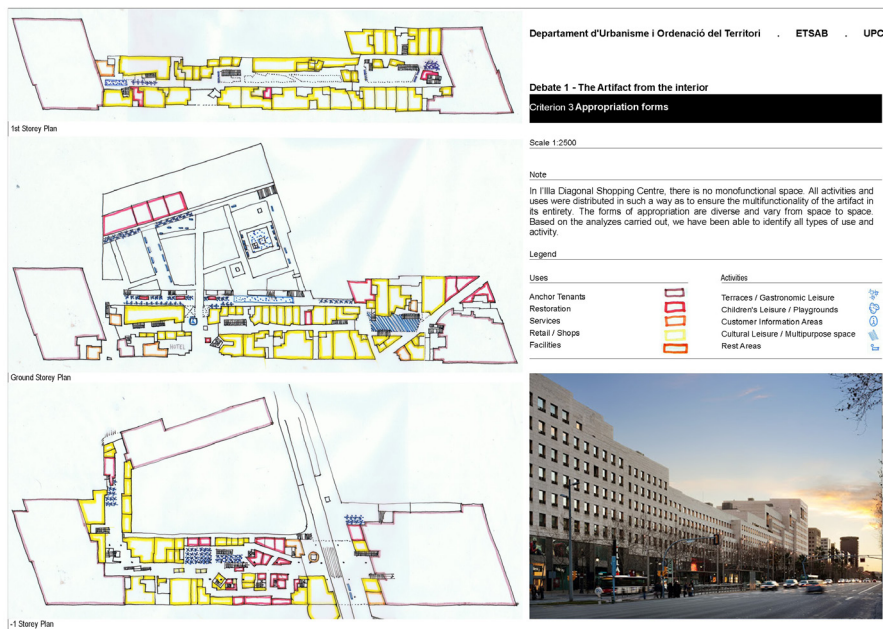 Departament d'Urbanisme i Ordenació del Territori . ETSAB . UPC
Debate 1 - The Artifact from the interior
Criterion 3 Appropriation forms
1st Storey Plan
Scale 1:2500
Note
In l'Illa Diagonal Shopping Centre, there is no monofunctional space. All activities and
uses were distributed in such a way as to ensure the multifunctionality of the artifact in
its entirety. The forms of appropriation are diverse and vary from space to space.
Based on the analyzes carried out, we have been able to identify all types of use and
activity.
Legend
Uses
Anchor Tenants
Restoration
Services
Retail / Shops
Facilities
Activities
Terraces / Gastronomic Leisure
Children's Leisure / Playgrounds
Customer Information Areas
Cultural Leisure / Multipurpose space
Rest Areas
HOTEL
Ground Storey Plan
-1 Storey Plan